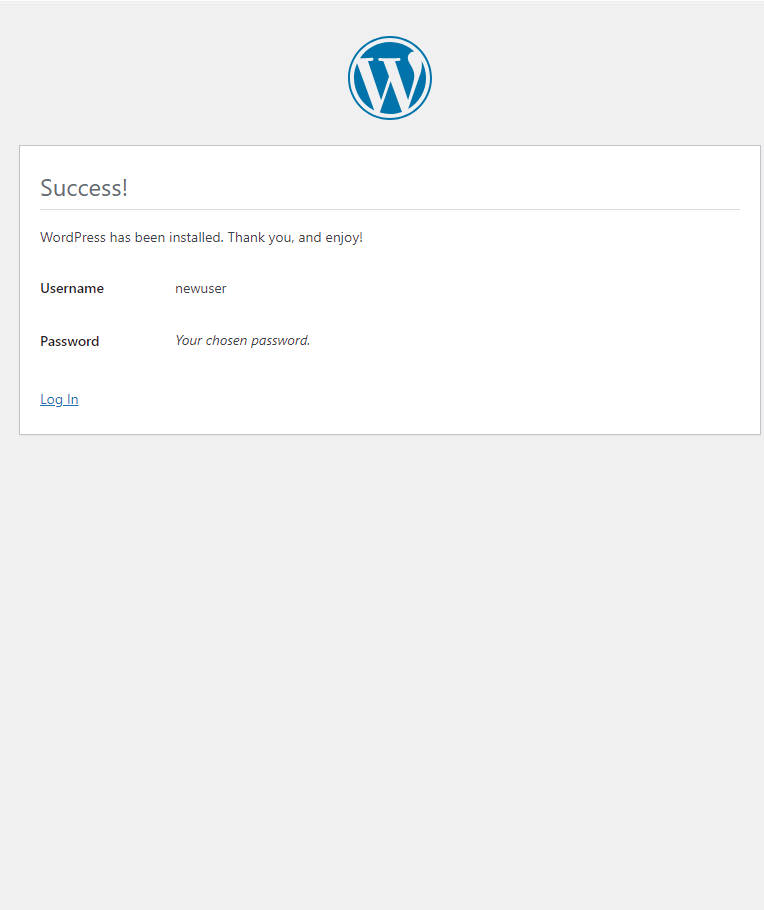 Success!
WordPress has been installed. Thank you, and enjoy!
Username newuser
Password Your chosen password.
Log In